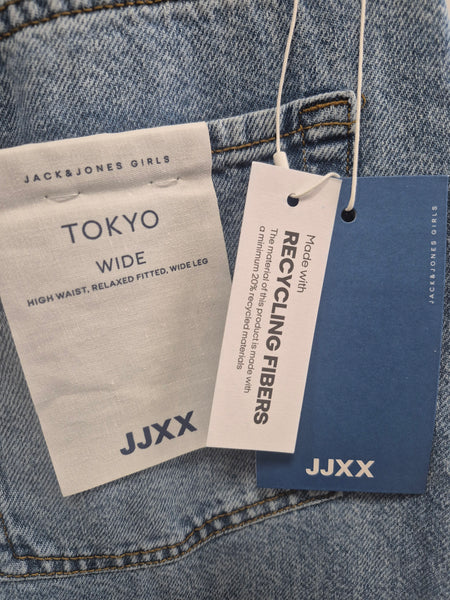 JACK&JONES GIRLS
TOKYO
WIDE
HIGH WAIST, RELAXED FITTED, WIDE LEG
JJXX
Made with
RECYCLING FIBERS
The material of this product is made with
a minimum 20% recycled materials
JACK&JONES GIRLS
JJXX